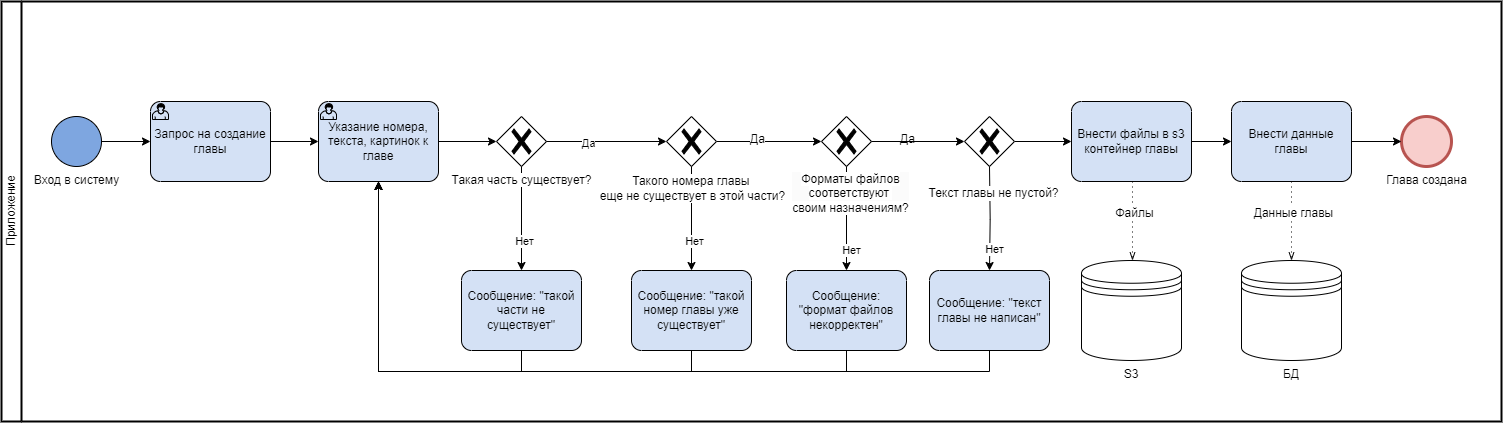 Приложение
Вход в систему
Запрос на создание
главы
Указание номера,
текста, картинок к
главе
Такая часть существует?
Да
Нет
Сообщение: "такой
части не
существует"
Такого номера главы
еще не существует в этой части?
Да
Нет
Сообщение: "такой
номер главы уже
существует"
Форматы файлов
соответствуют
своим назначениям?
Да
Нет
Сообщение:
"формат файлов
некорректен"
Текст главы не пустой?
Нет
Сообщение: "текст
главы не написан"
Внести файлы в s3
контейнер главы
Файлы
S3
Внести данные
главы
Данные главы
БД
Глава создана